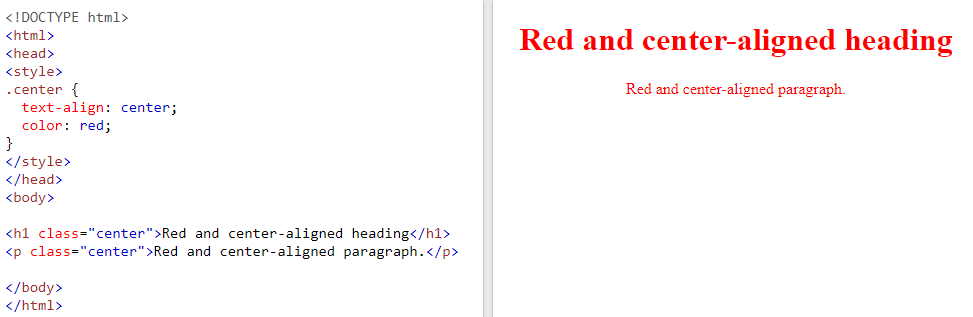 <!DOCTYPE html>
<html>
<head>
<style>
.center {
  text-align: center;
  color: red;
}
</style>
</head>
<body>

<h1 class="center">Red and center-aligned heading</h1>
<p class="center">Red and center-aligned paragraph.</p>

</body>
</html>
Red and center-aligned heading
Red and center-aligned paragraph.